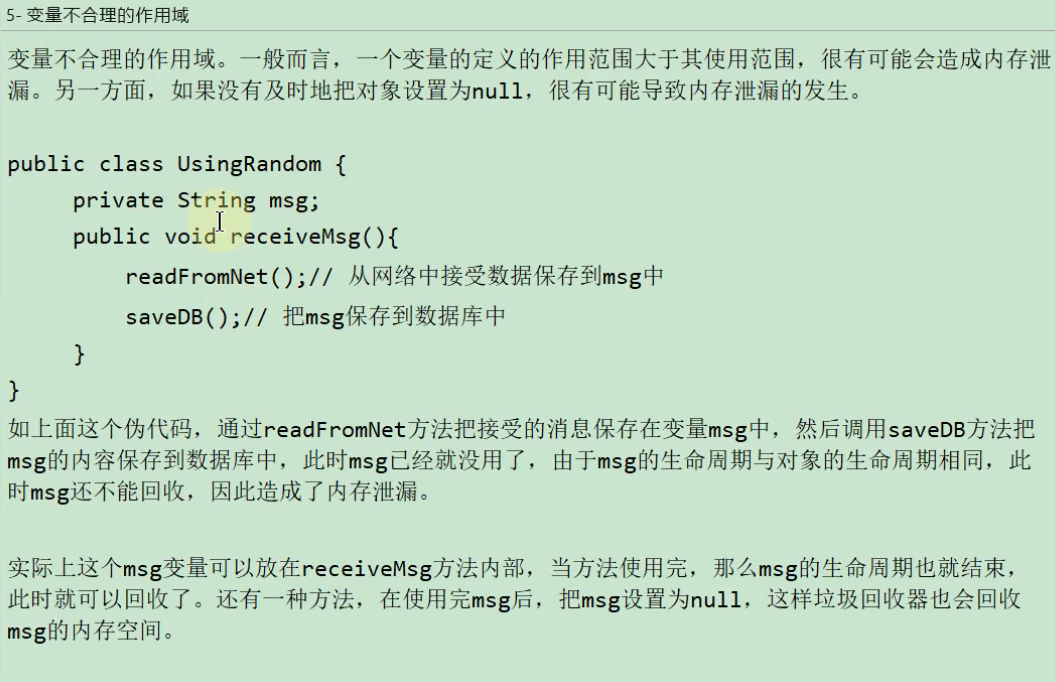 5- 变量不合理的作用域
变量不合理的作用域。一般而言，一个变量的定义的作用范围大于其使用范围，很有可能会造成内存泄
漏。另一方面，如果没有及时地把对象设置为null，很有可能导致内存泄漏的发生。
public class UsingRandom {
private String msg;
public void receiveMsg(){
readFromNet();// 从网络中接受数据保存到msg中
saveDB();// 把msg保存到数据库中
}
}
如上面这个伪代码，通过readFromNet方法把接受的消息保存在变量msg中，然后调用saveDB方法把
msg的内容保存到数据库中，此时msg已经就没用了，由于msg的生命周期与对象的生命周期相同，此
时msg还不能回收，因此造成了内存泄漏。
实际上这个msg变量可以放在receiveMsg方法内部，当方法使用完，那么msg的生命周期也就结束，
此时就可以回收了。还有一种方法，在使用完msg后，把msg设置为null，这样垃圾回收器也会回收
msg的内存空间。